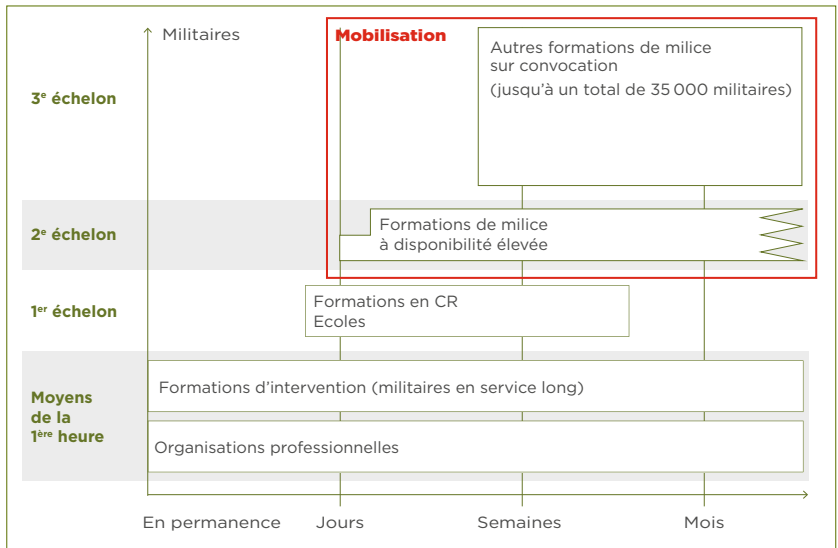 Militaires
Mobilisation
3e échelon
Autres formations de milice
sur convocation
(jusqu'à un total de 35 000 militaires)
2e échelon
Formations de milice
à disponibilité élevée
1er échelon
Formations en CR
Ecoles
Moyens
de la
1ère heure
Formations d'intervention (militaires en service long)
Organisations professionnelles
En permanence
Jours
Semaines
Mois